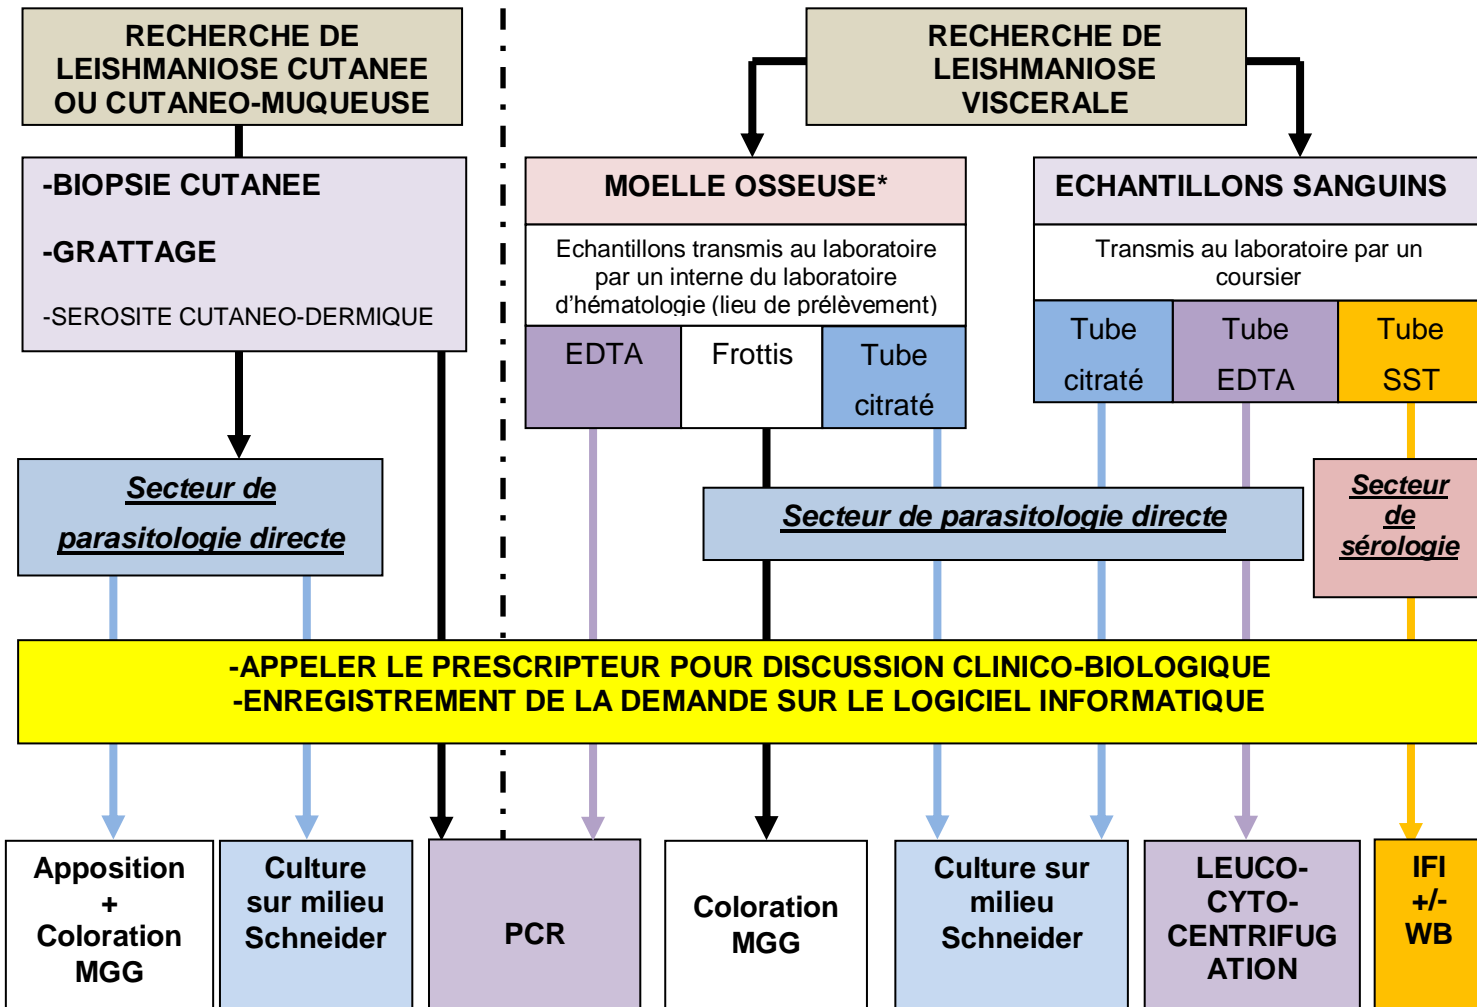 RECHERCHE DE
LEISHMANIOSE CUTANEE
OU CUTANEO-MUQUEUSE
RECHERCHE DE
LEISHMANIOSE
VISCERALE
-BIOPSIE CUTANEE
-GRATTAGE
-SEROSITE CUTANEO-DERMIQUE
MOELLE OSSEUSE*
Echantillons transmis au laboratoire
par un interne du laboratoire
d'hématologie (lieu de prélèvement)
EDTA
Frottis
Tube
citraté
ECHANTILLONS SANGUINS
Transmis au laboratoire par un
coursier
Tube
citraté
Tube
EDTA
Tube
SST
Secteur de
parasitologie directe
Secteur de parasitologie directe
Secteur
de
sérologie
-APPELER LE PRESCRIPTEUR POUR DISCUSSION CLINICO-BIOLOGIQUE
-ENREGISTREMENT DE LA DEMANDE SUR LE LOGICIEL INFORMATIQUE
Apposition
+
Coloration
MGG
Culture
sur milieu
Schneider
PCR
Coloration
MGG
Culture sur
milieu
Schneider
LEUCO-
CYTO-
CENTRIFUG
ATION
IFI
+/-
WB